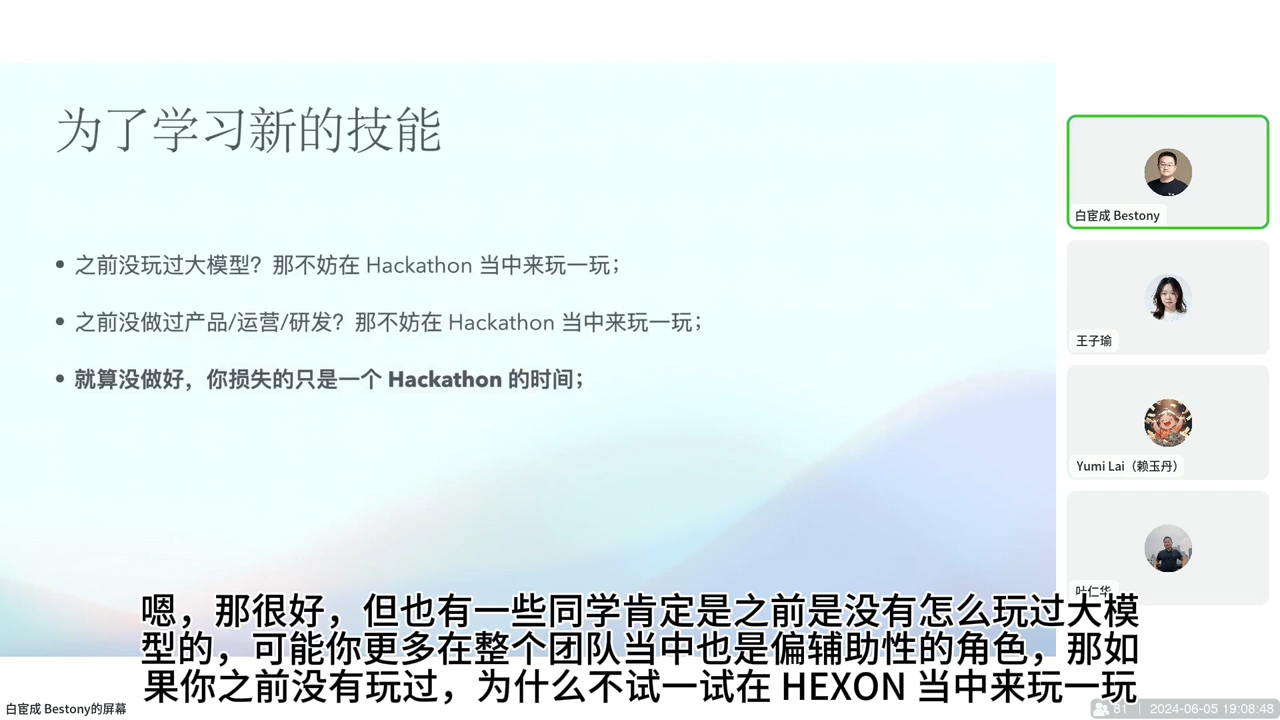 为了学习新的技能
• 之前没玩过大模型？那不妨在 Hackathon 当中来玩一玩；
• 之前没做过产品/运营/研发？那不妨在 Hackathon 当中来玩一玩；
• 就算没做好，你损失的只是一个 Hackathon 的时间；
白宦成 Bestony
王子瑜
Yumi Lai（赖玉丹）
叶仁华
嗯，那很好，但也有一些同学肯定是之前是没有怎么玩过大模
型的，可能你更多在整个团队当中也是偏辅助性的角色，那如
果你之前没有玩过，为什么不试一试在 HEXON 当中来玩一玩
白宦成 Bestony的屏幕
81 | 2024-06-05 19:08:48